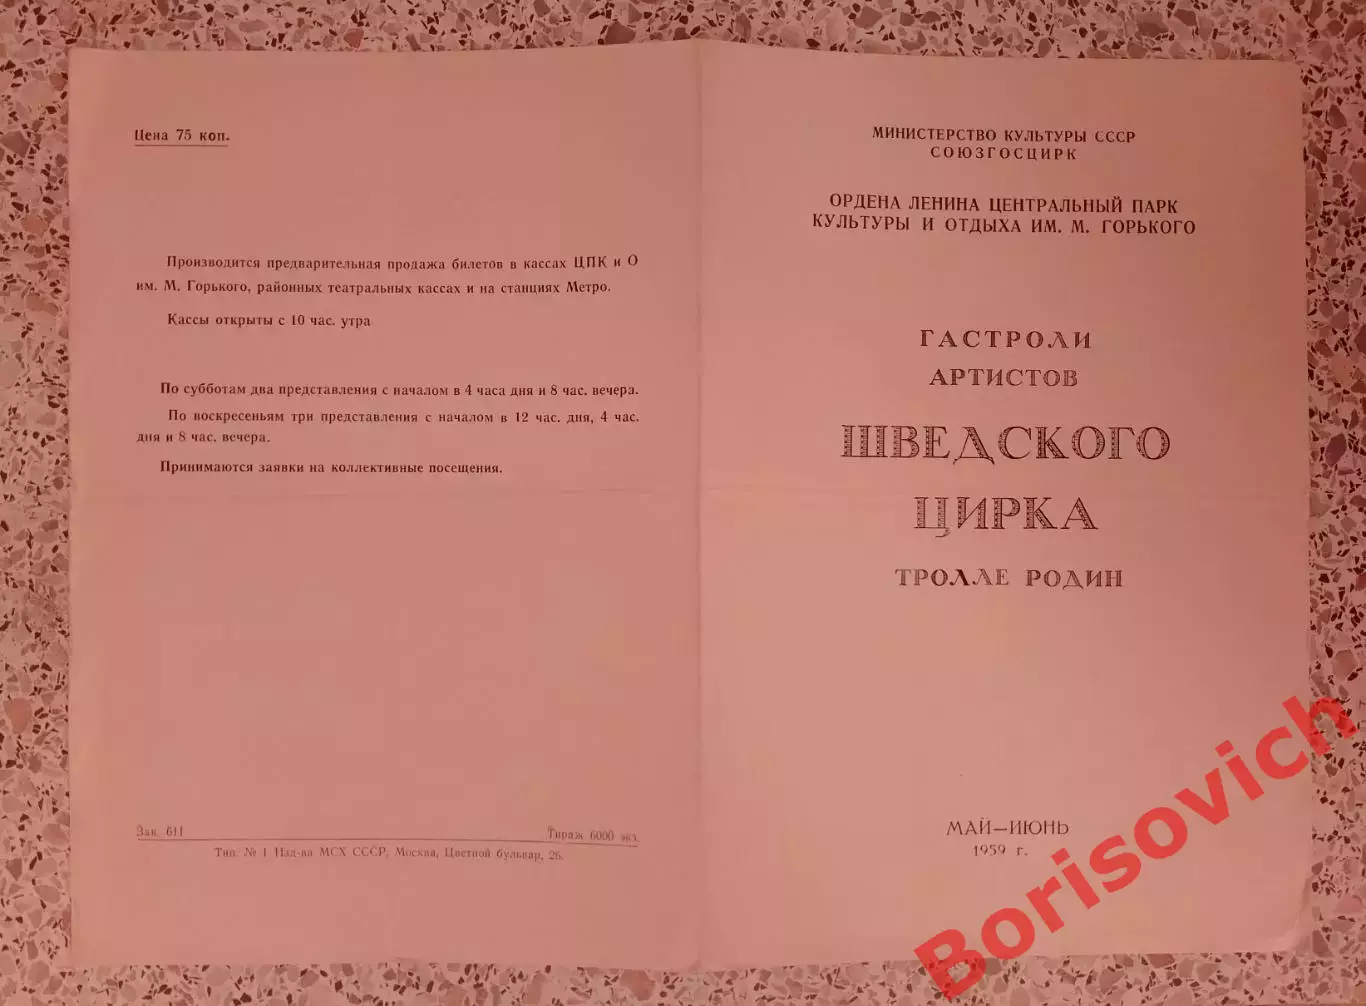 Цена 75 коп.
Производится предварительная продажа билетов в кассах ЦПК и О
им. М. Горького, районных театральных кассах и на станциях Метро.
Кассы открыты с 10 час. утра
По субботам два представления с началом в 4 часа дня и 8 час. вечера.
По воскресеньям три представления с началом в 12 час. дня, 4 час.
дня и 8 час. вечера.
Принимаются заявки на коллективные посещения.
Зак. 611 Тираж 6000 экз.
Тип. № 1 Изд-ва МСХ СССР, Москва, Цветной бульвар, 26.
МИНИСТЕРСТВО КУЛЬТУРЫ СССР
СОЮЗГОСЦИРК
ОРДЕНА ЛЕНИНА ЦЕНТРАЛЬНЫЙ ПАРК
КУЛЬТУРЫ И ОТДЫХА ИМ. М. ГОРЬКОГО
ГАСТРОЛИ
АРТИСТОВ
ШВЕДСКОГО
ЦИРКА
ТРОЛЛЕ РОДИН
МАЙ—ИЮНЬ
1959 г.
Borisovich